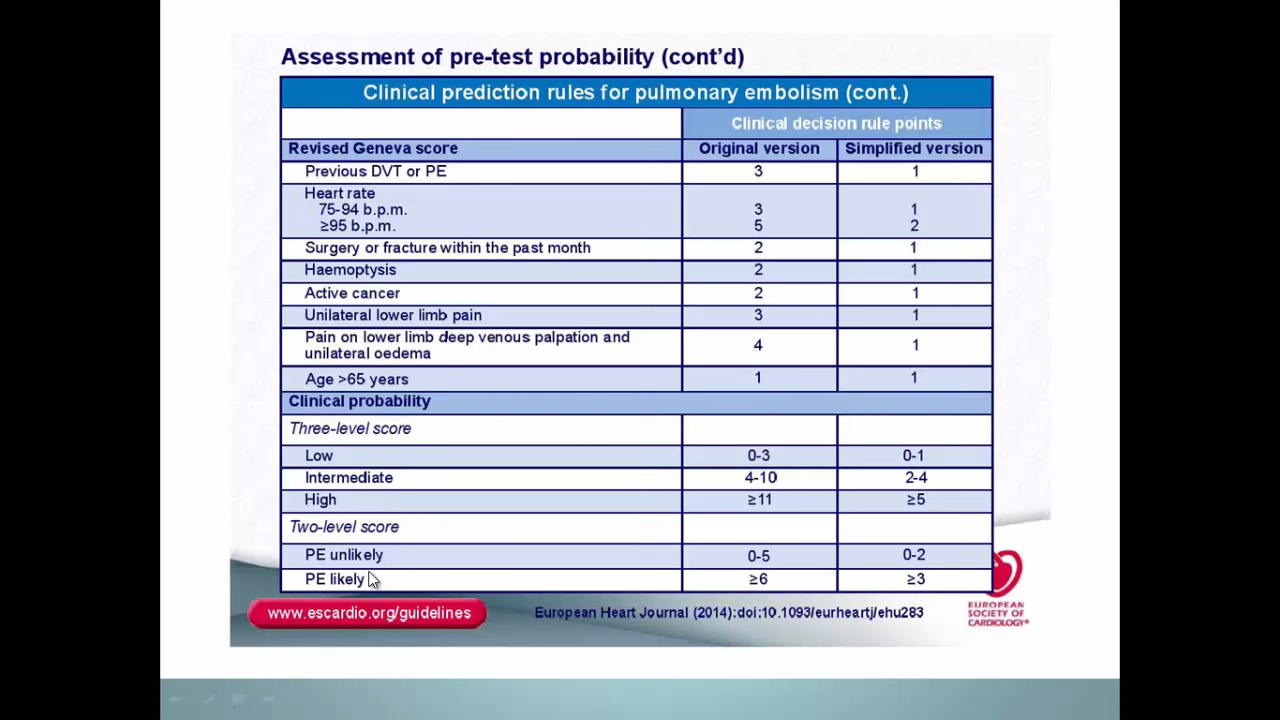 Assessment of pre-test probability (cont'd)
Clinical prediction rules for pulmonary embolism (cont.)
Clinical decision rule points
Revised Geneva score Original version Simplified version
Previous DVT or PE 3 1
Heart rate
75-94 b.p.m. 3 1
≥95 b.p.m. 5 2
Surgery or fracture within the past month 2 1
Haemoptysis 2 1
Active cancer 2 1
Unilateral lower limb pain 3 1
Pain on lower limb deep venous palpation and
unilateral oedema 4 1
Age >65 years 1 1
Clinical probability
Three-level score
Low 0-3 0-1
Intermediate 4-10 2-4
High ≥11 ≥5
Two-level score
PE unlikely 0-5 0-2
PE likely ≥6 ≥3
www.escardio.org/guidelines
European Heart Journal (2014):doi:10.1093/eurheartj/ehu283
EUROPEAN
SOCIETY OF
CARDIOLOGY®